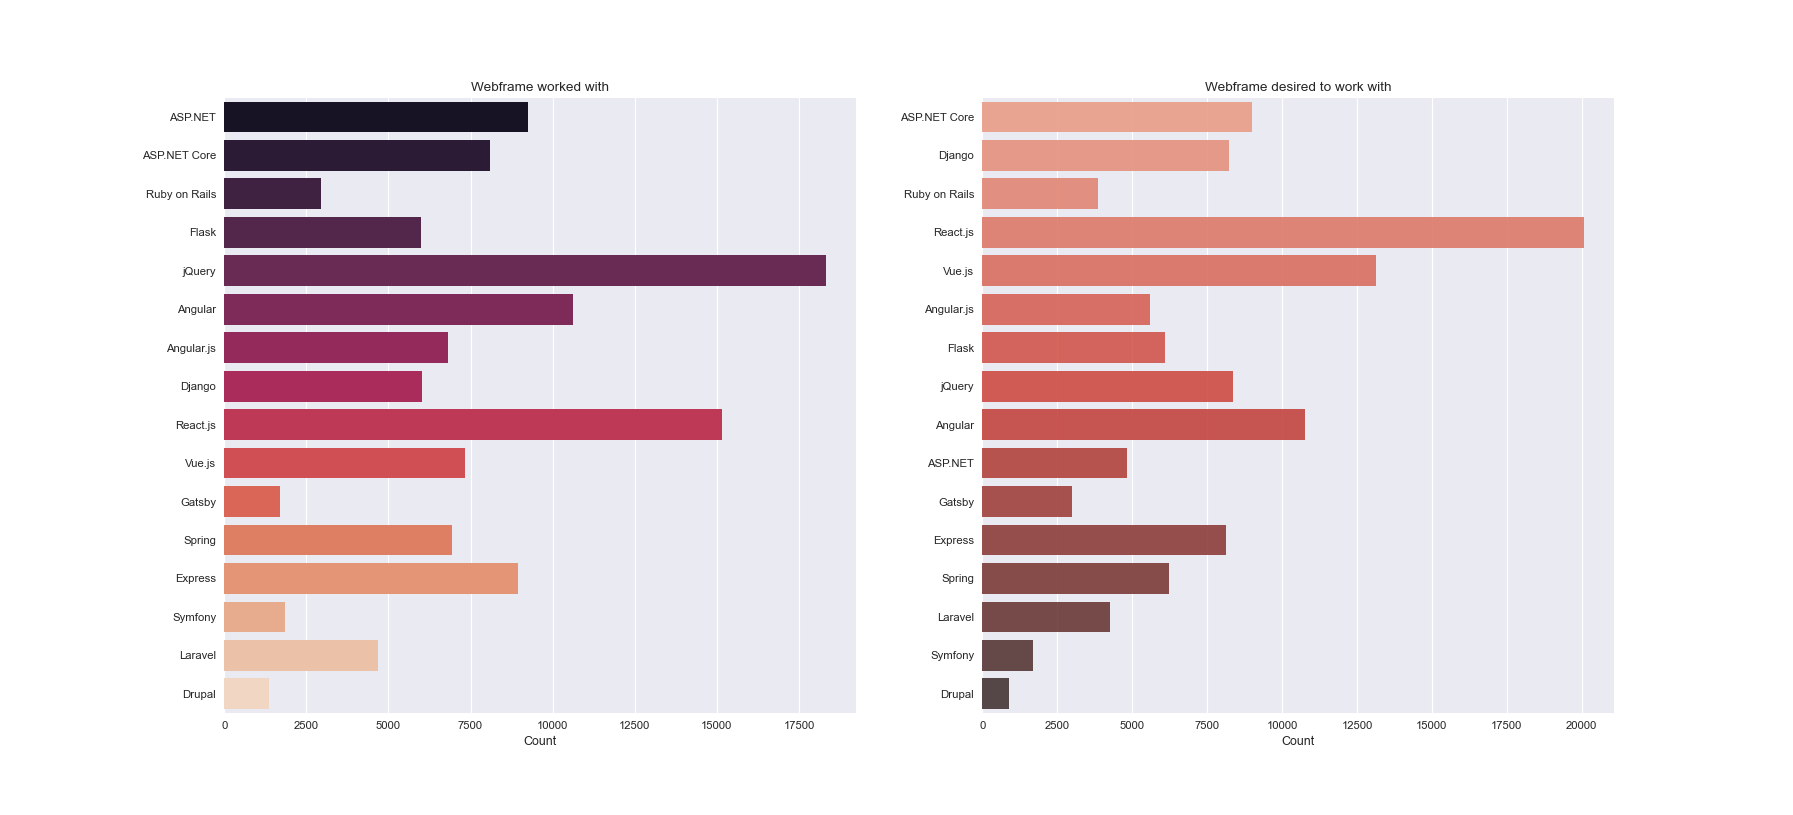 Webframe worked with
ASP.NET
ASP.NET Core
Ruby on Rails
Flask
jQuery
Angular
Angular.js
Django
React.js
Vue.js
Gatsby
Spring
Express
Symfony
Laravel
Drupal
0 2500 5000 7500 10000 12500 15000 17500
Count
Webframe desired to work with
ASP.NET Core
Django
Ruby on Rails
React.js
Vue.js
Angular.js
Flask
jQuery
Angular
ASP.NET
Gatsby
Express
Spring
Laravel
Symfony
Drupal
0 2500 5000 7500 10000 12500 15000 17500 20000
Count